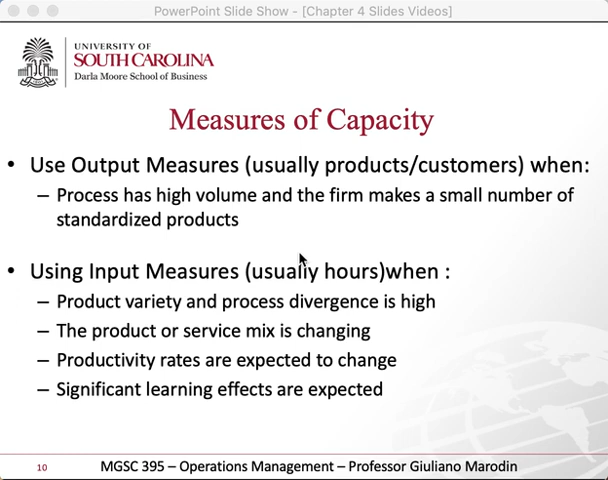 PowerPoint Slide Show - [Chapter 4 Slides Videos]
UNIVERSITY OF
SOUTH CAROLINA
Darla Moore School of Business
Measures of Capacity
• Use Output Measures (usually products/customers) when:
– Process has high volume and the firm makes a small number of
standardized products
• Using Input Measures (usually hours)when :
– Product variety and process divergence is high
– The product or service mix is changing
– Productivity rates are expected to change
– Significant learning effects are expected
10
MGSC 395 – Operations Management – Professor Giuliano Marodin